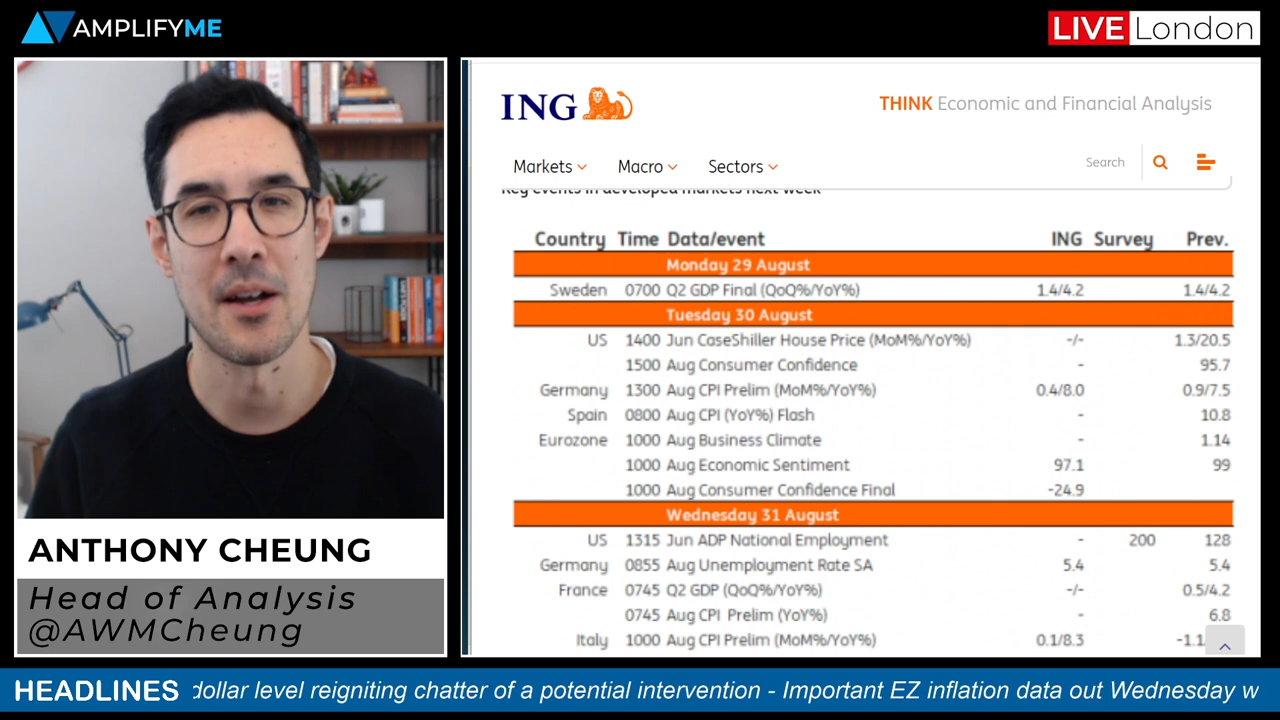 AMPLIFYME
LIVE London
ING
THINK Economic and Financial Analysis
Markets Macro Sectors Search
Key events in developed markets next week
Country Time Data/event ING Survey Prev.
Monday 29 August
Sweden 0700 Q2 GDP Final (QoQ%/YoY%) 1.4/4.2 1.4/4.2
Tuesday 30 August
US 1400 Jun CaseShiller House Price (MoM%/YoY%) -/- 1.3/20.5
1500 Aug Consumer Confidence - 95.7
Germany 1300 Aug CPI Prelim (MoM%/YoY%) 0.4/8.0 0.9/7.5
Spain 0800 Aug CPI (YoY%) Flash - 10.8
Eurozone 1000 Aug Business Climate - 1.14
1000 Aug Economic Sentiment 97.1 99
1000 Aug Consumer Confidence Final -24.9
Wednesday 31 August
US 1315 Jun ADP National Employment - 200 128
Germany 0855 Aug Unemployment Rate SA 5.4 5.4
France 0745 Q2 GDP (QoQ%/YoY%) -/- 0.5/4.2
0745 Aug CPI Prelim (YoY%) - 6.8
Italy 1000 Aug CPI Prelim (MoM%/YoY%) 0.1/8.3 -1.1/
ANTHONY CHEUNG
Head of Analysis
@AWMCheung
HEADLINES dollar level reigniting chatter of a potential intervention - Important EZ inflation data out Wednesday w